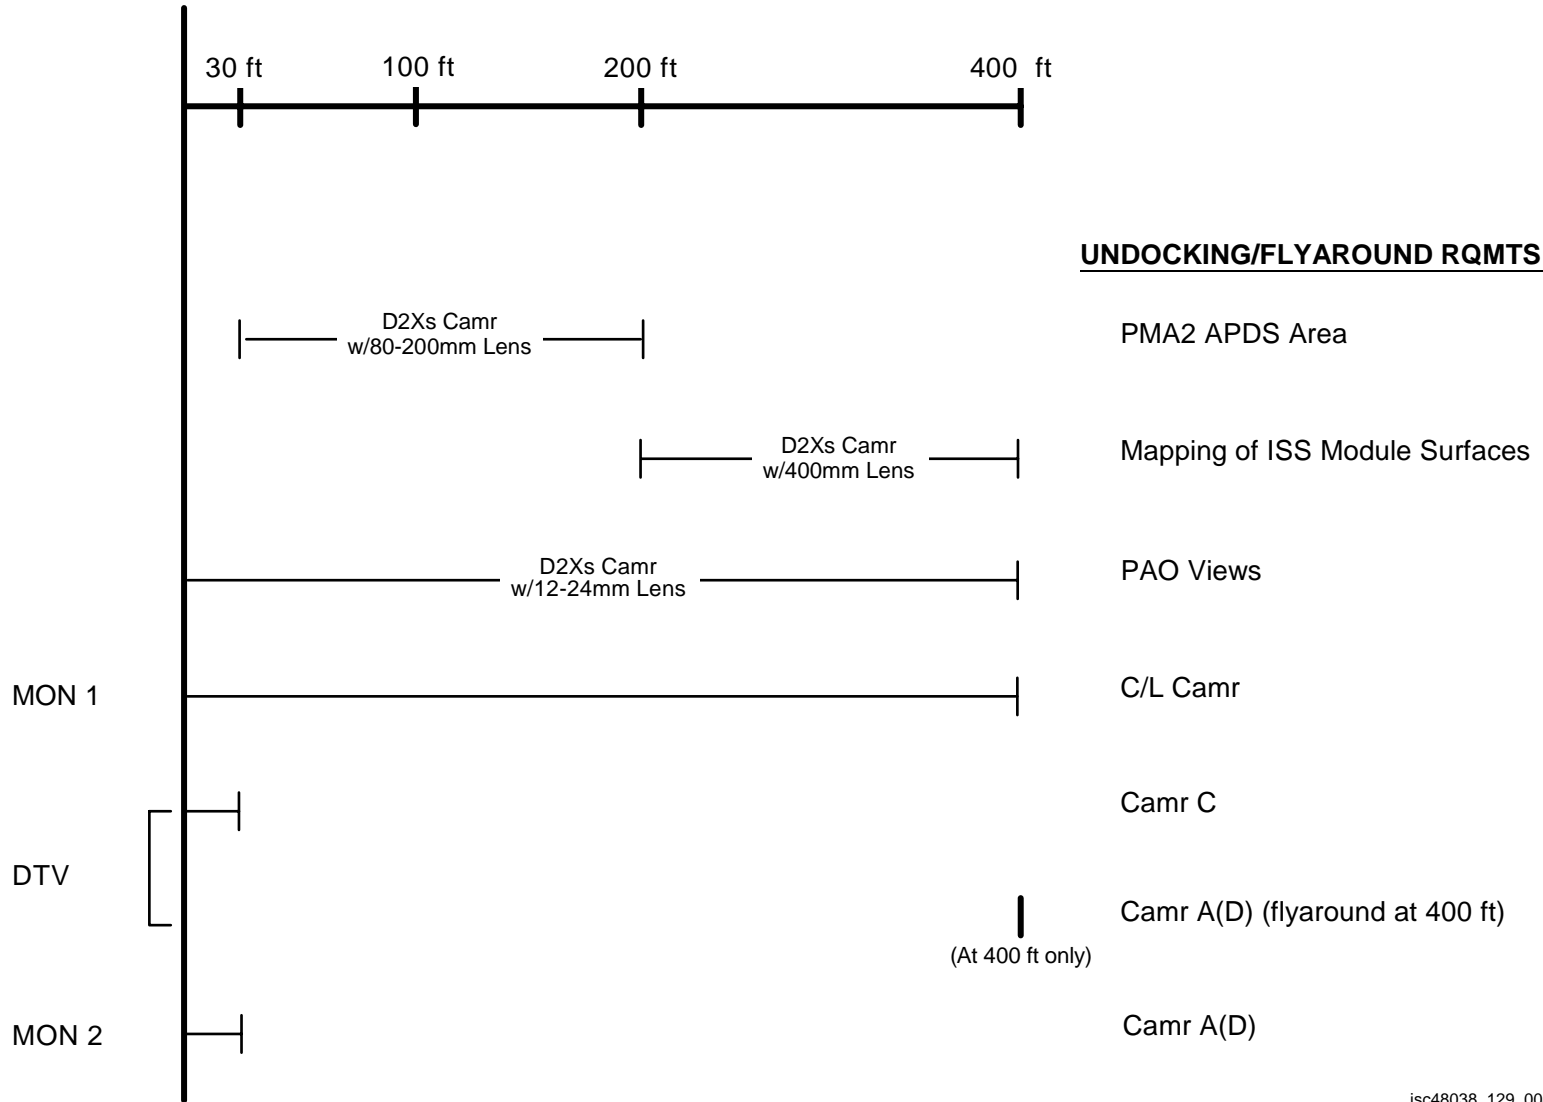 30 ft
100 ft
200 ft
400 ft
UNDOCKING/FLYAROUND RQMTS
D2Xs Camr
w/80-200mm Lens
PMA2 APDS Area
D2Xs Camr
w/400mm Lens
Mapping of ISS Module Surfaces
D2Xs Camr
w/12-24mm Lens
PAO Views
MON 1
C/L Camr
Camr C
DTV
Camr A(D) (flyaround at 400 ft)
(At 400 ft only)
MON 2
Camr A(D)
jsc48038_129_00